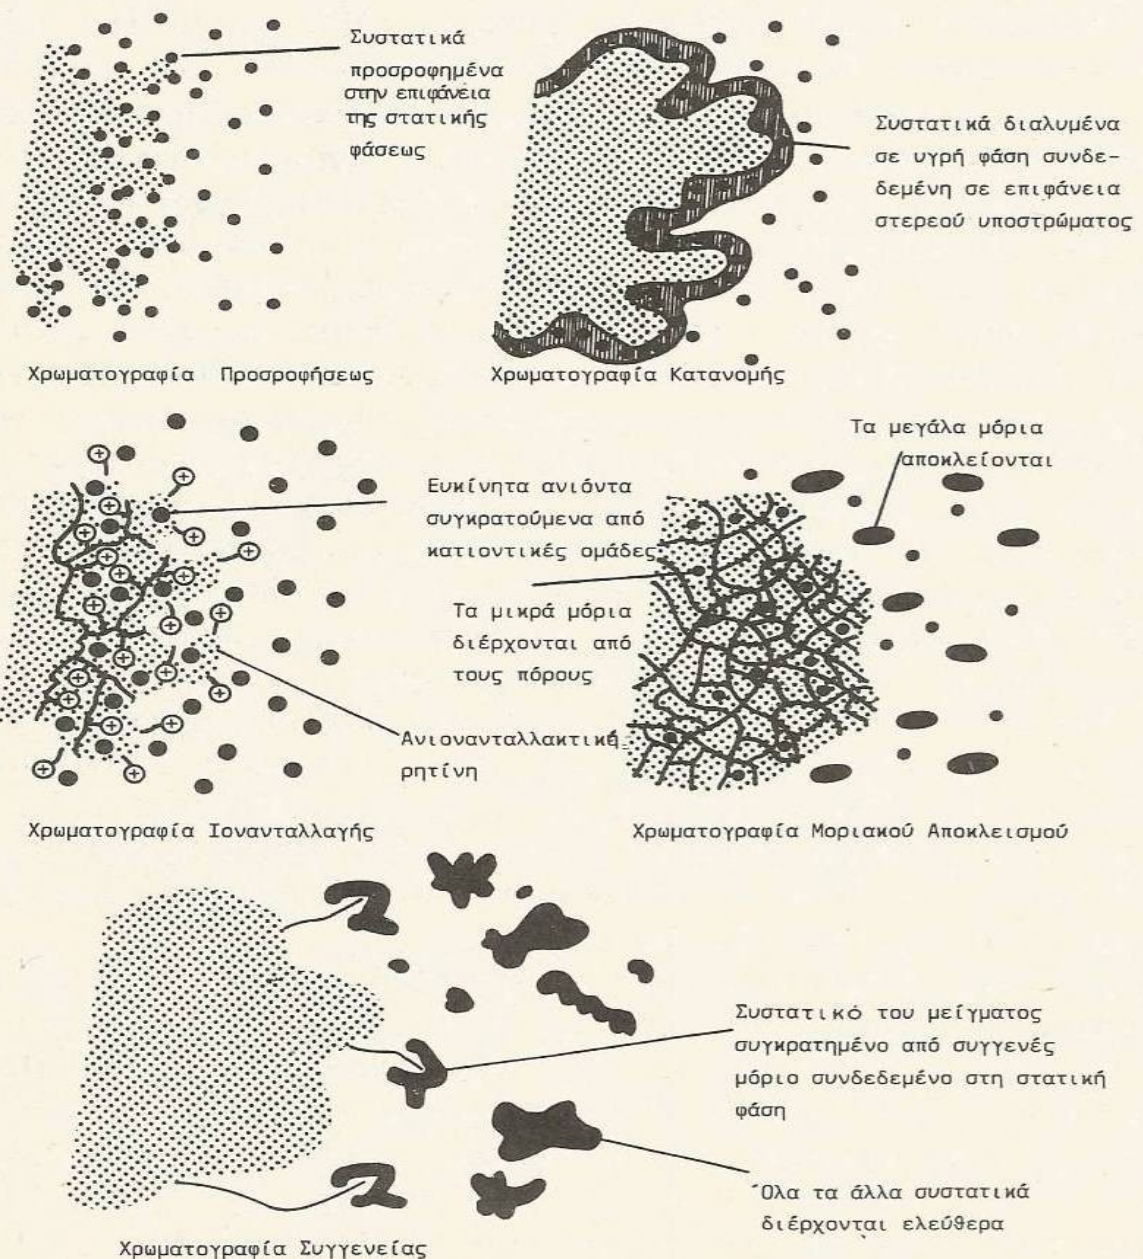 Συστατικά
προσροφημένα
στην επιφάνεια
της στατικής
φάσεως
Συστατικά διαλυμένα
σε υγρή φάση συνδε-
δεμένη σε επιφάνεια
στερεού υποστρώματος
Χρωματογραφία Προσροφήσεως
Χρωματογραφία Κατανομής
Ευκίνητα ανιόντα
συγκρατούμενα από
κατιοντικές ομάδες
Ανιονανταλλακτική
ρητίνη
Τα μεγάλα μόρια
αποκλείονται
Τα μικρά μόρια
διέρχονται από
τους πόρους
Χρωματογραφία Ιονανταλλαγής
Χρωματογραφία Μοριακού Αποκλεισμού
Συστατικό του μείγματος
συγκρατημένο από συγγενές
μόριο συνδεδεμένο στη στατική
φάση
Όλα τα άλλα συστατικά
διέρχονται ελεύθερα
Χρωματογραφία Συγγενείας